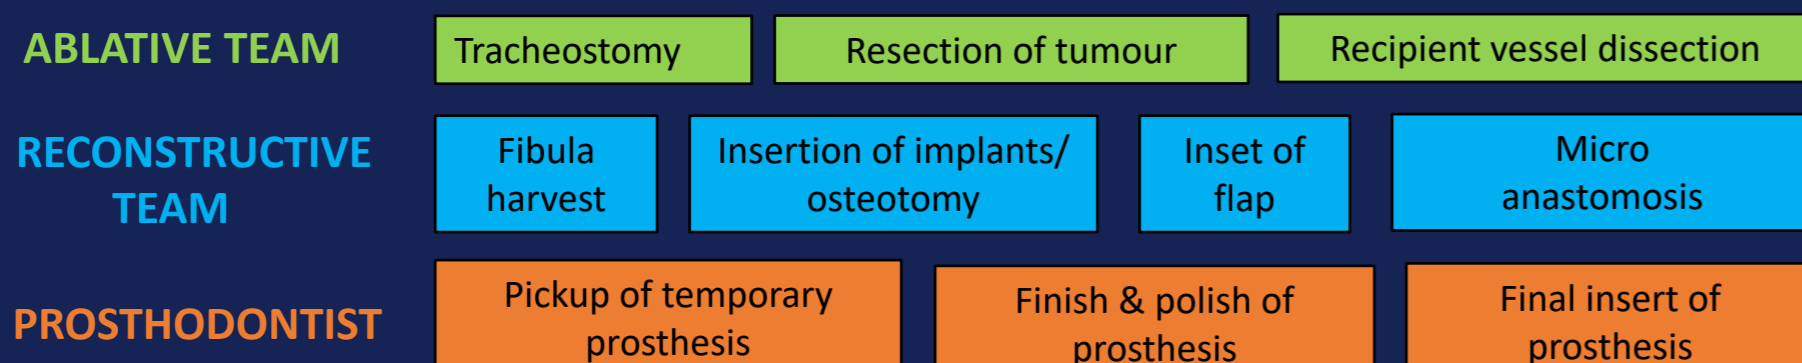 ABLATIVE TEAM
Tracheostomy
Resection of tumour
Recipient vessel dissection
RECONSTRUCTIVE
TEAM
Fibula
harvest
Insertion of implants/
osteotomy
Inset of
flap
Micro
anastomosis
PROSTHODONTIST
Pickup of temporary
prosthesis
Finish & polish of
prosthesis
Final insert of
prosthesis